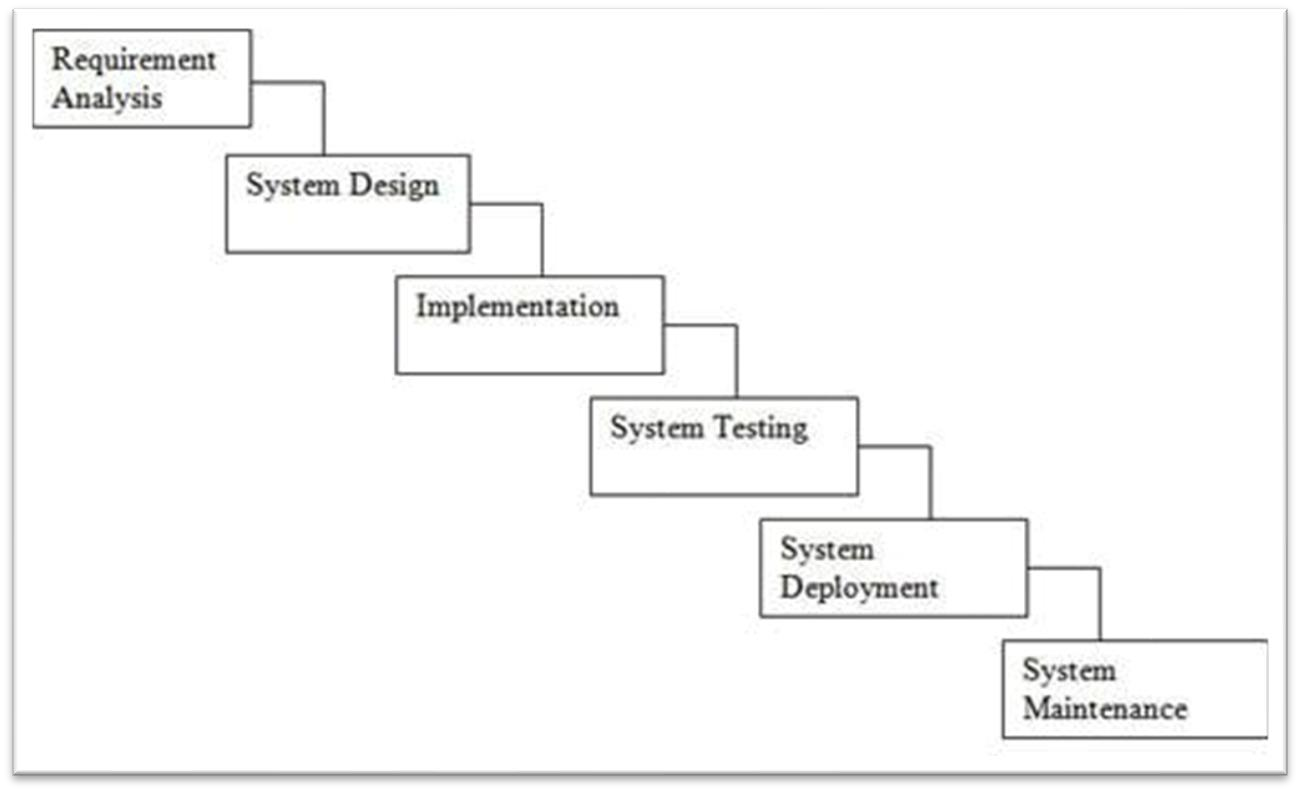 Requirement
Analysis
System Design
Implementation
System Testing
System
Deployment
System
Maintenance